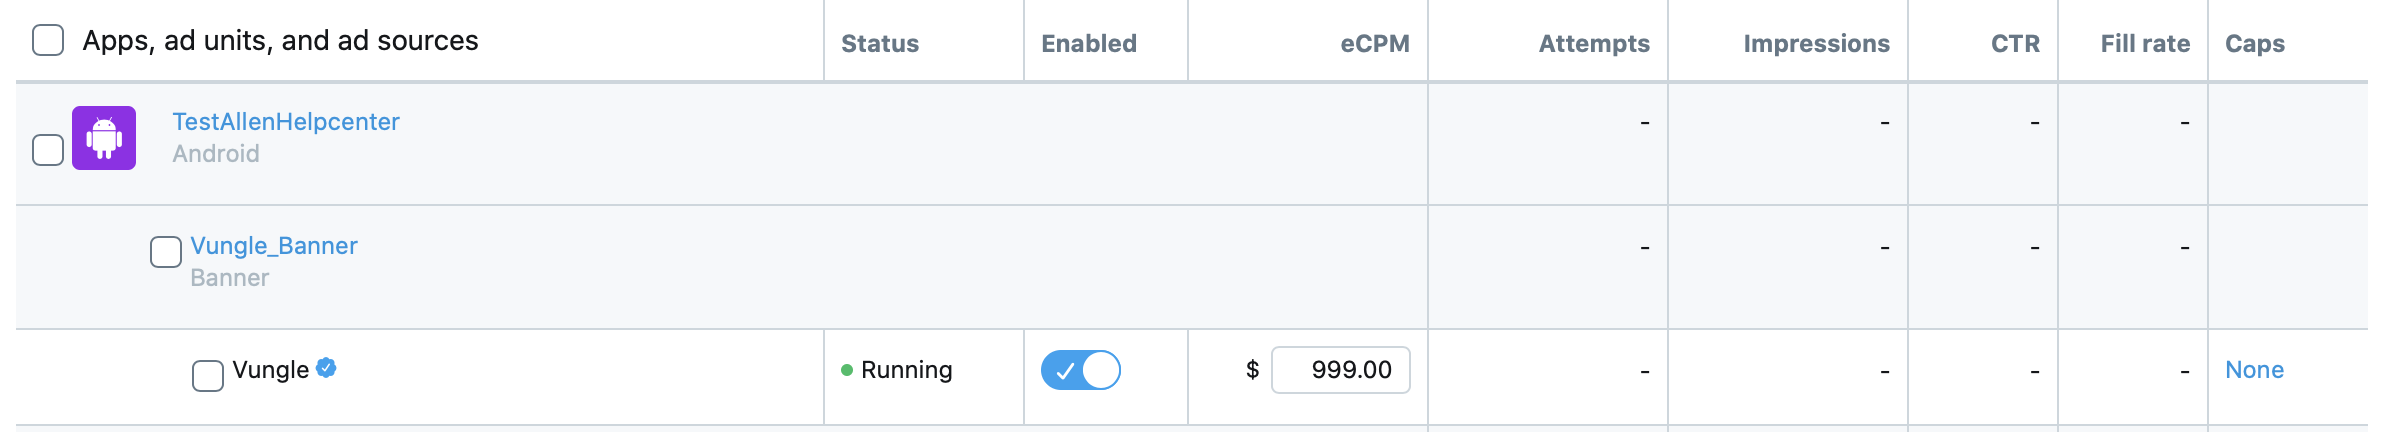 Apps, ad units, and ad sources Status Enabled eCPM Attempts Impressions CTR Fill rate Caps
TestAllenHelpcenter - - - -
Android
Vungle_Banner - - - -
Banner
Vungle Running $ 999.00 - - - - None